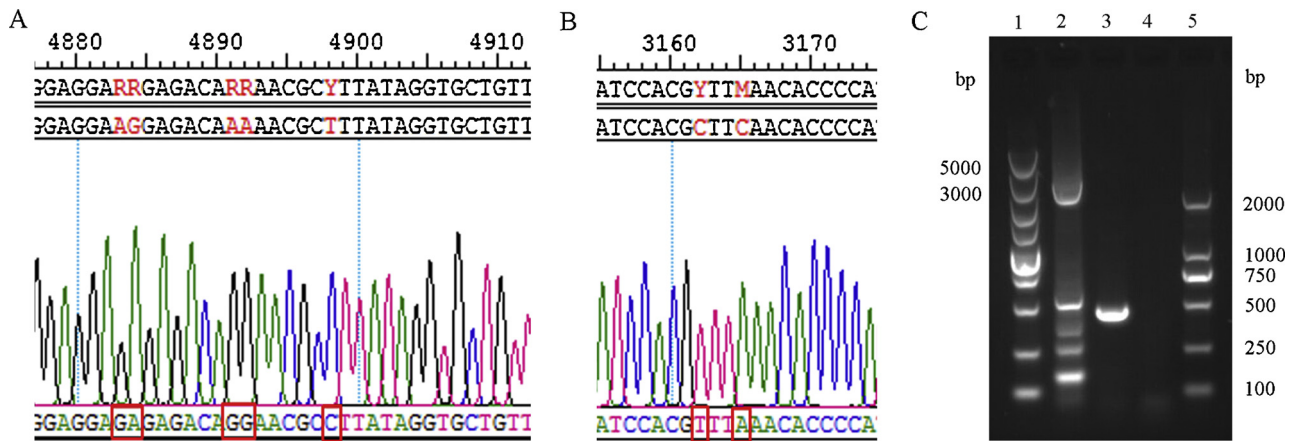 A
4880 4890 4900 4910
GGAGGARRGAGACARRAACGCYTTATAGGTGCTGTT
GGAGGAAGGAGACAAAAACGCTTTATAGGTGCTGTT
GGAGGAGAGAGACAGGAACGCCTTATAGGTGCTGTT
B
3160 3170
ATCCACGYTTMAACACCCCA
ATCCACGCTTCAACACCCCA
ATCCACGTTTAAACACCCCA
C
1 2 3 4 5
bp
5000
3000
bp
2000
1000
750
500
250
100